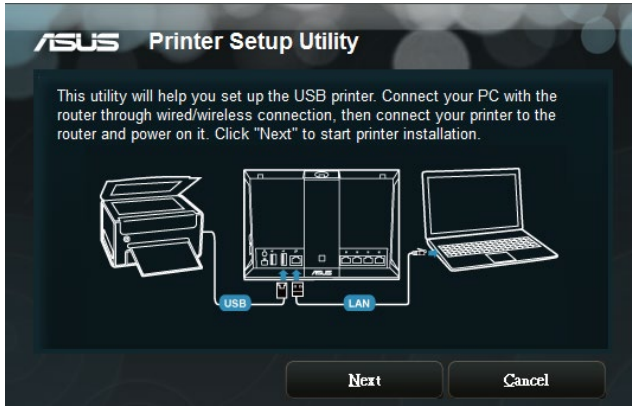 ASUS Printer Setup Utility
This utility will help you set up the USB printer. Connect your PC with the
router through wired/wireless connection, then connect your printer to the
router and power on it. Click "Next" to start printer installation.
ASUS
USB
LAN
Next
Cancel